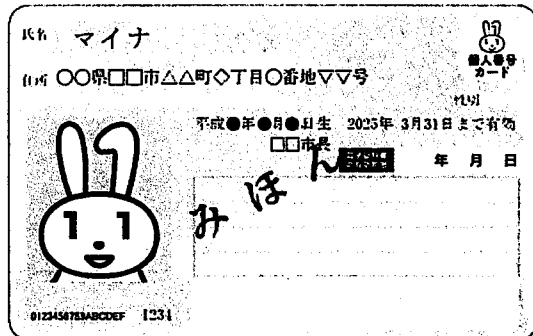 氏名 マイナ
個人番号
カード
住所 〇〇県□□市△△町◇丁目〇番地▽▽号
性別
平成●年●月●日生 2025年 3月31日まで有効
□□市長
年 月 日
みほん
0123456789ABCDEF 1234